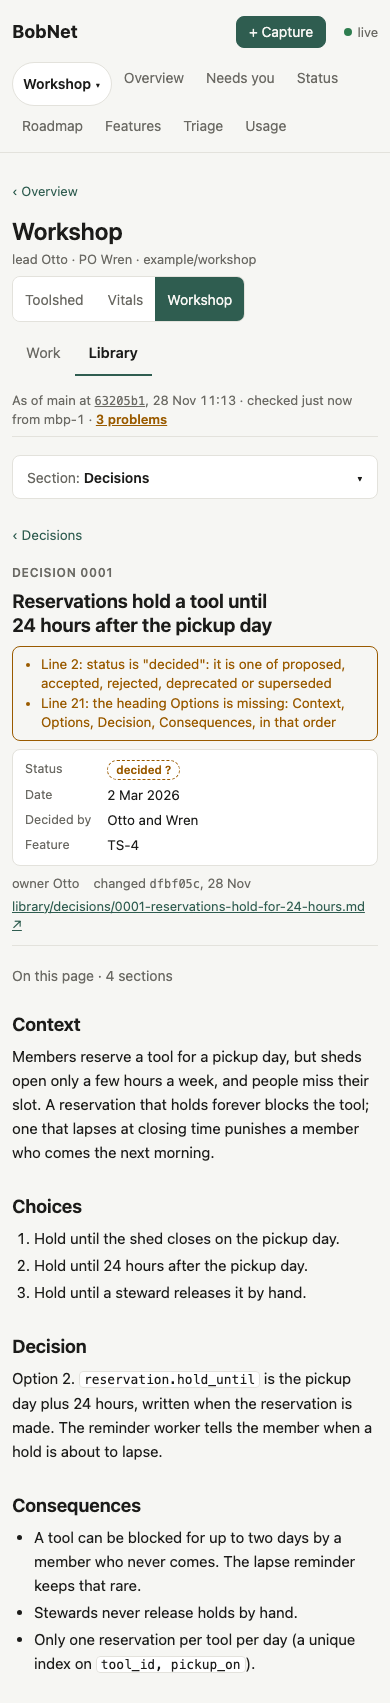 BobNet
+ Capture
live
Workshop ▾
Overview
Needs you
Status
Roadmap
Features
Triage
Usage
‹ Overview
Workshop
lead Otto · PO Wren · example/workshop
Toolshed
Vitals
Workshop
Work
Library
As of main at 63205b1, 28 Nov 11:13 · checked just now
from mbp-1 · 3 problems
Section: Decisions ▾
‹ Decisions
DECISION 0001
Reservations hold a tool until
24 hours after the pickup day
• Line 2: status is "decided": it is one of proposed,
accepted, rejected, deprecated or superseded
• Line 21: the heading Options is missing: Context,
Options, Decision, Consequences, in that order
Status decided ?
Date 2 Mar 2026
Decided by Otto and Wren
Feature TS-4
owner Otto changed dfbf05c, 28 Nov
library/decisions/0001-reservations-hold-for-24-hours.md
↗
On this page · 4 sections
Context
Members reserve a tool for a pickup day, but sheds
open only a few hours a week, and people miss their
slot. A reservation that holds forever blocks the tool;
one that lapses at closing time punishes a member
who comes the next morning.
Choices
1. Hold until the shed closes on the pickup day.
2. Hold until 24 hours after the pickup day.
3. Hold until a steward releases it by hand.
Decision
Option 2. reservation.hold_until is the pickup
day plus 24 hours, written when the reservation is
made. The reminder worker tells the member when a
hold is about to lapse.
Consequences
• A tool can be blocked for up to two days by a
member who never comes. The lapse reminder
keeps that rare.
• Stewards never release holds by hand.
• Only one reservation per tool per day (a unique
index on tool_id, pickup_on ).